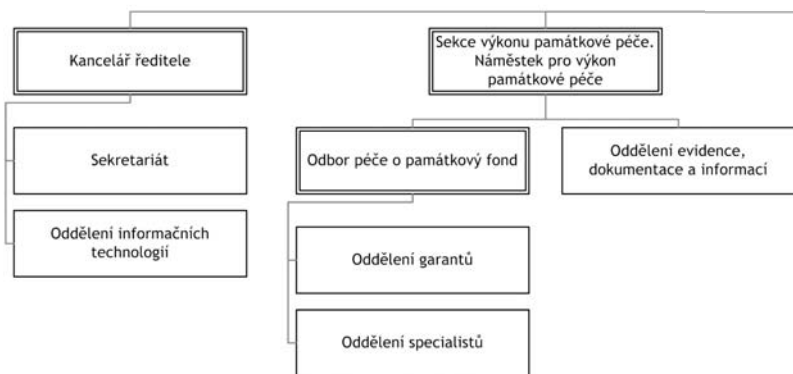 Kancelář ředitele
Sekretariát
Oddělení informačních
technologií
Sekce výkonu památkové péče.
Náměstek pro výkon
památkové péče
Odbor péče o památkový fond
Oddělení garantů
Oddělení specialistů
Oddělení evidence,
dokumentace a informací